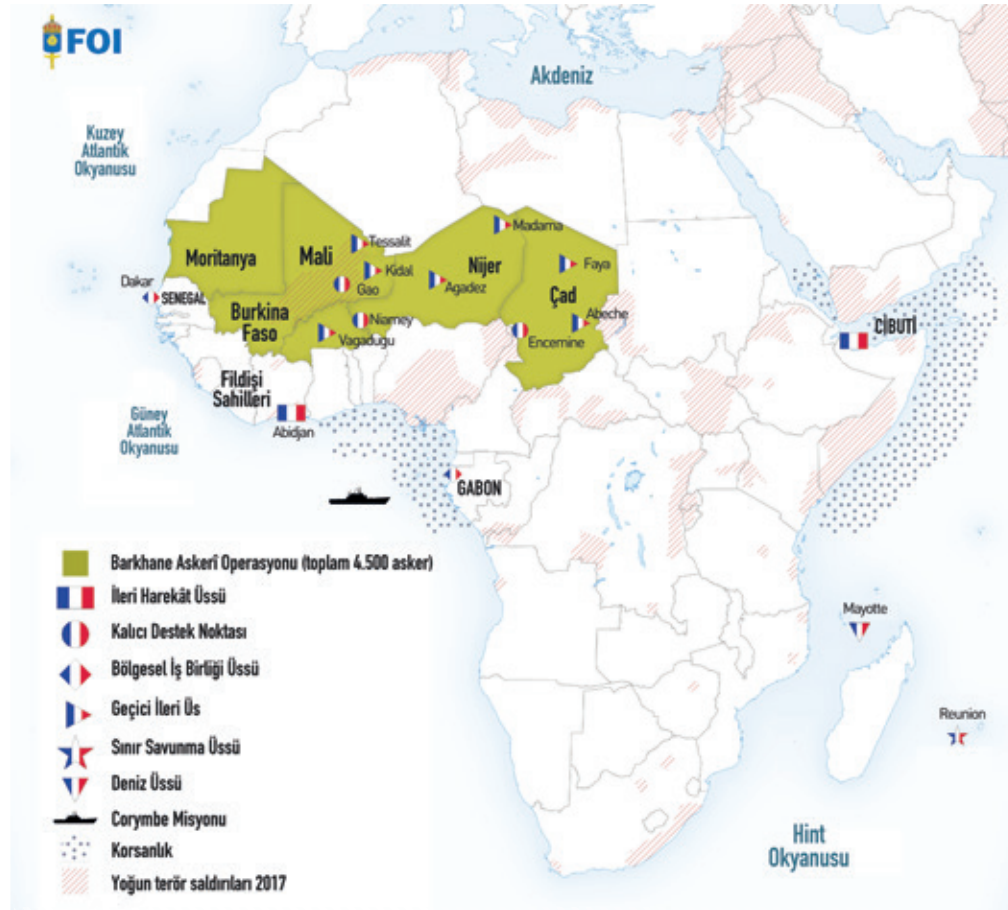 FOI
Akdeniz
Kuzey
Atlantik
Okyanusu
Moritanya
Mali
Tessalit
Kidal
Gao
Madama
Nijer
Agadez
Faya
Çad
Abeche
Encemine
Dakar
SENEGAL
Burkina
Faso
Niamey
Vagadugu
CİBUTİ
Fildişi
Sahilleri
Abidjan
Güney
Atlantik
Okyanusu
GABON
Mayotte
Reunion
Hint
Okyanusu
Barkhane Askerî Operasyonu (toplam 4.500 asker)
İleri Harekât Üssü
Kalıcı Destek Noktası
Bölgesel İş Birliği Üssü
Geçici İleri Üs
Sınır Savunma Üssü
Deniz Üssü
Corymbe Misyonu
Korsanlık
Yoğun terör saldırıları 2017